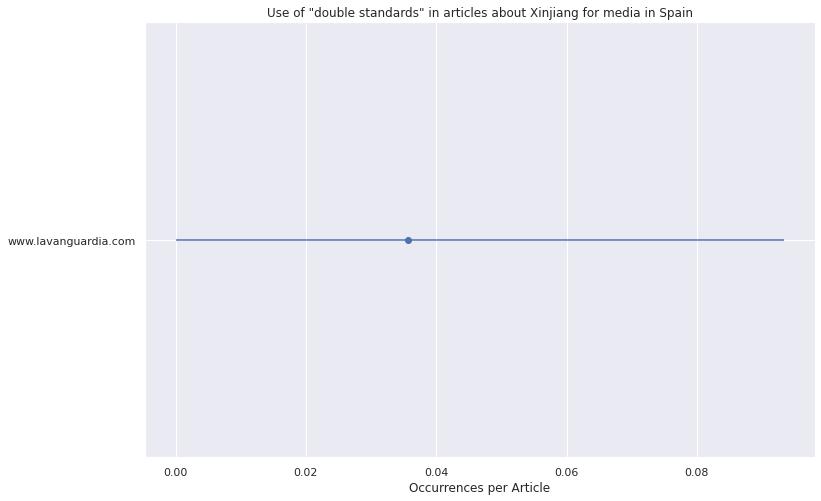 Use of "double standards" in articles about Xinjiang for media in Spain
www.lavanguardia.com
0.00 0.02 0.04 0.06 0.08
Occurrences per Article